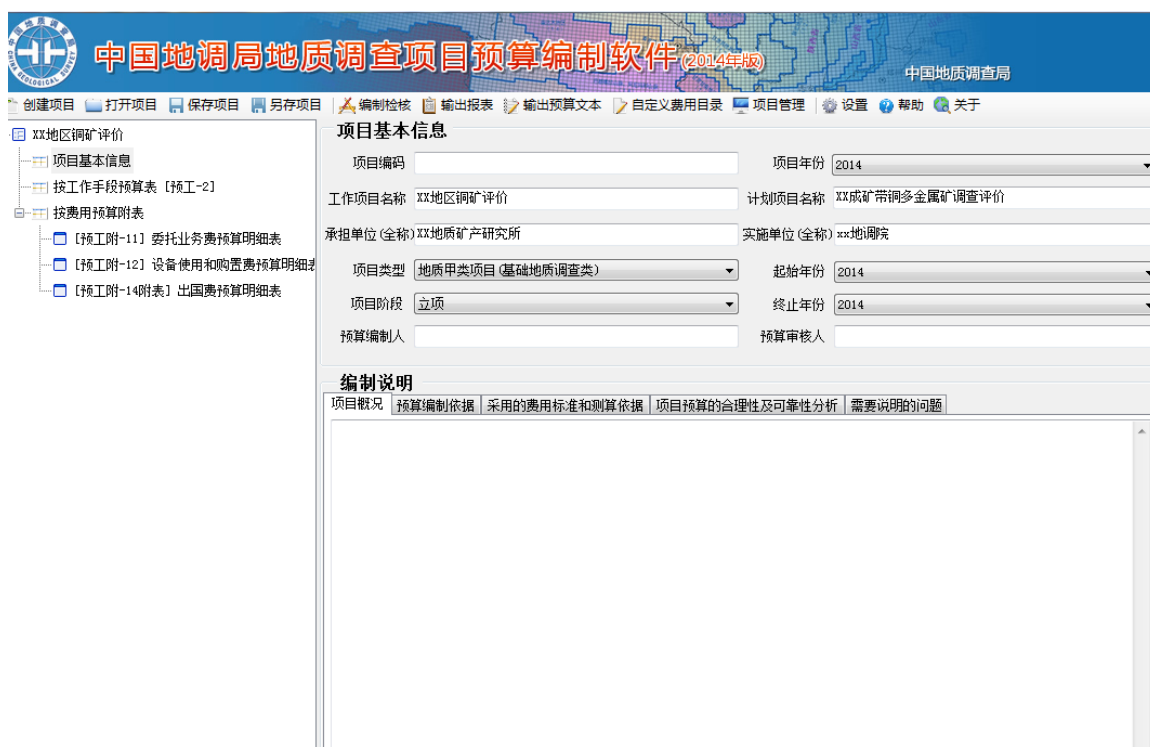 中国地调局地质调查项目预算编制软件(2014年版)
中国地质调查局
CHINA GEOLOGICAL SURVEY
创建项目 打开项目 保存项目 另存项目 编制检核 输出报表 输出预算文本 自定义费用目录 项目管理 设置 帮助 关于
XX地区铜矿评价
项目基本信息
按工作手段预算表 [预工-2]
按费用预算附表
[预工附-11] 委托业务费预算明细表
[预工附-12] 设备使用和购置费预算明细
[预工附-14附表] 出国费预算明细表
项目基本信息
项目编码 项目年份 2014
工作项目名称 XX地区铜矿评价 计划项目名称 XX成矿带铜多金属矿调查评价
承担单位(全称) XX地质矿产研究所 实施单位(全称) xx地调院
项目类型 地质甲类项目(基础地质调查类) 起始年份 2014
项目阶段 立项 终止年份 2014
预算编制人 预算审核人
编制说明
项目概况 预算编制依据 采用的费用标准和测算依据 项目预算的合理性及可靠性分析 需要说明的问题